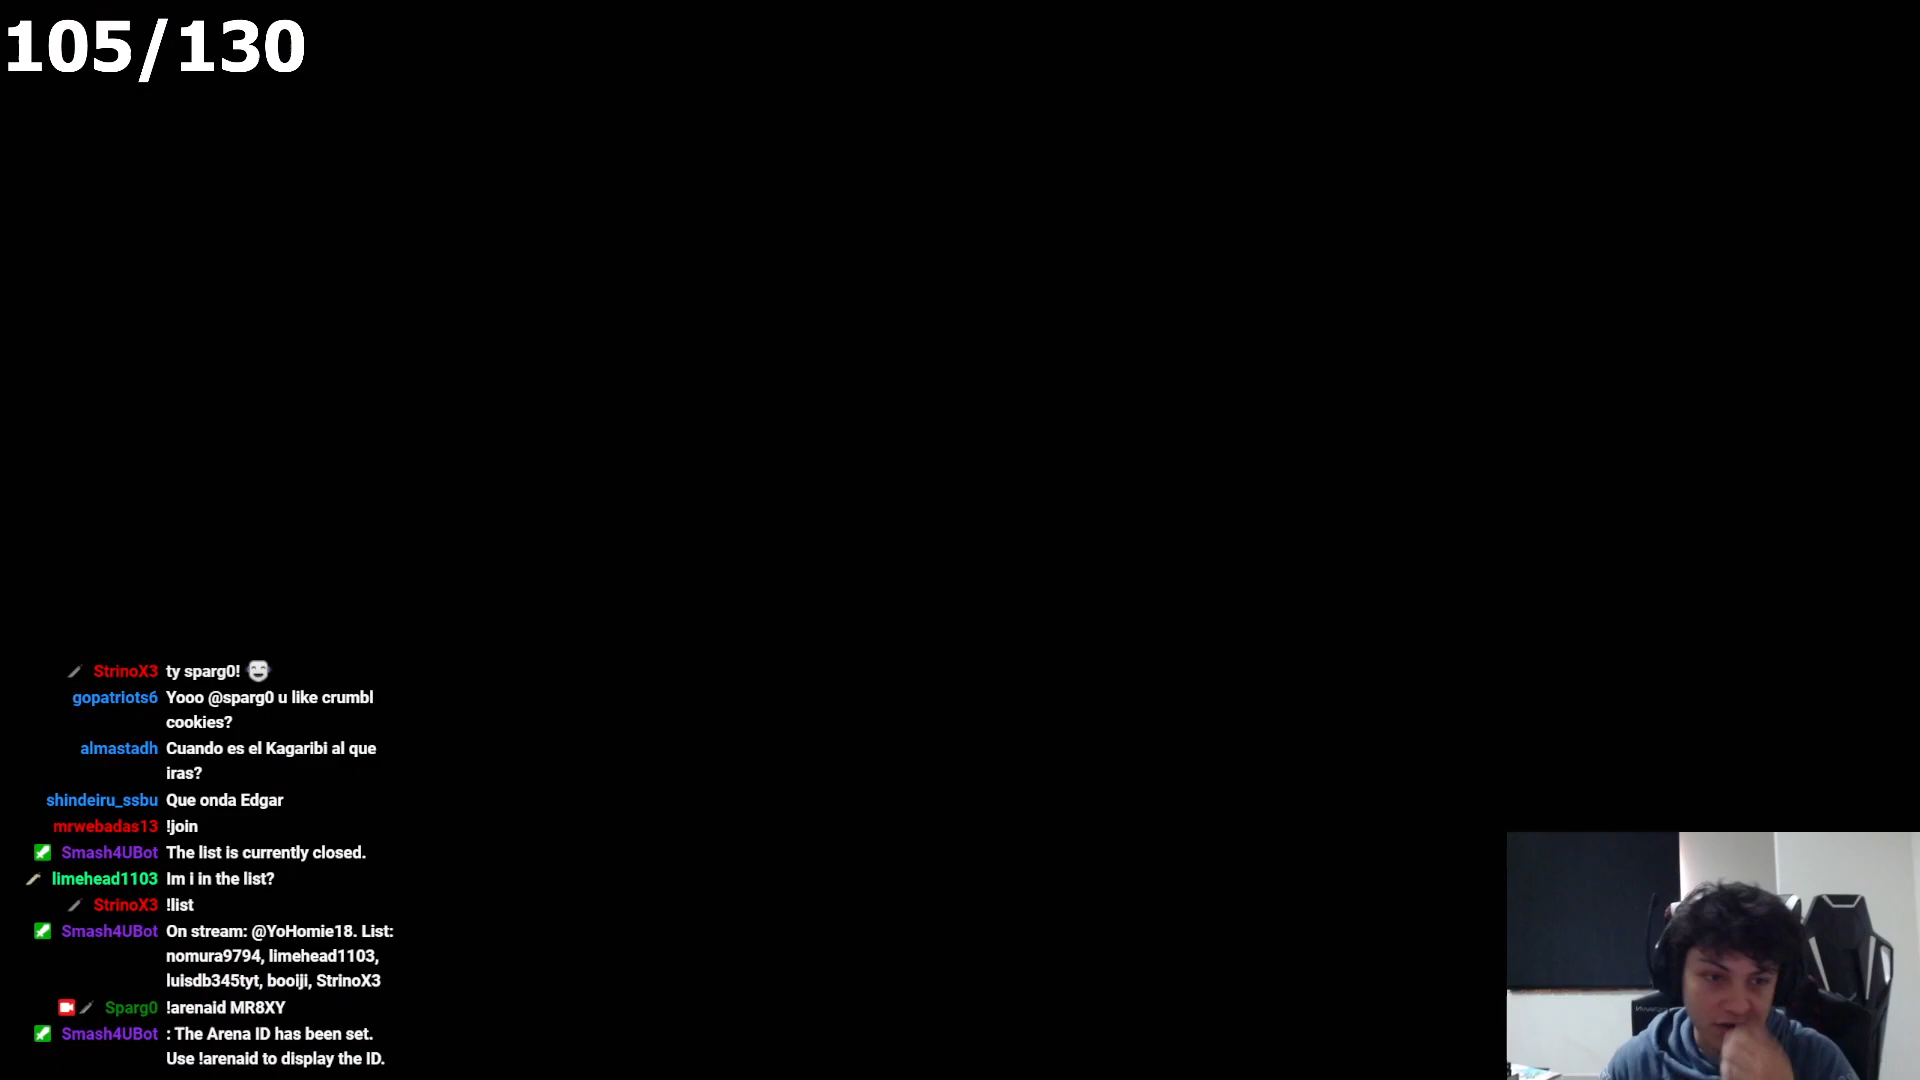 105/130
StrinoX3 ty sparg0!
gopatriots6 Yooo @sparg0 u like crumbl
cookies?
almastadh Cuando es el Kagaribi al que
iras?
shindeiru_ssbu Que onda Edgar
mrwebadas13 !join
Smash4UBot The list is currently closed.
limehead1103 Im i in the list?
StrinoX3 !list
Smash4UBot On stream: @YoHomie18. List:
nomura9794, limehead1103,
luisdb345tyt, booiji, StrinoX3
Sparg0 !arenaid MR8XY
Smash4UBot : The Arena ID has been set.
Use !arenaid to display the ID.